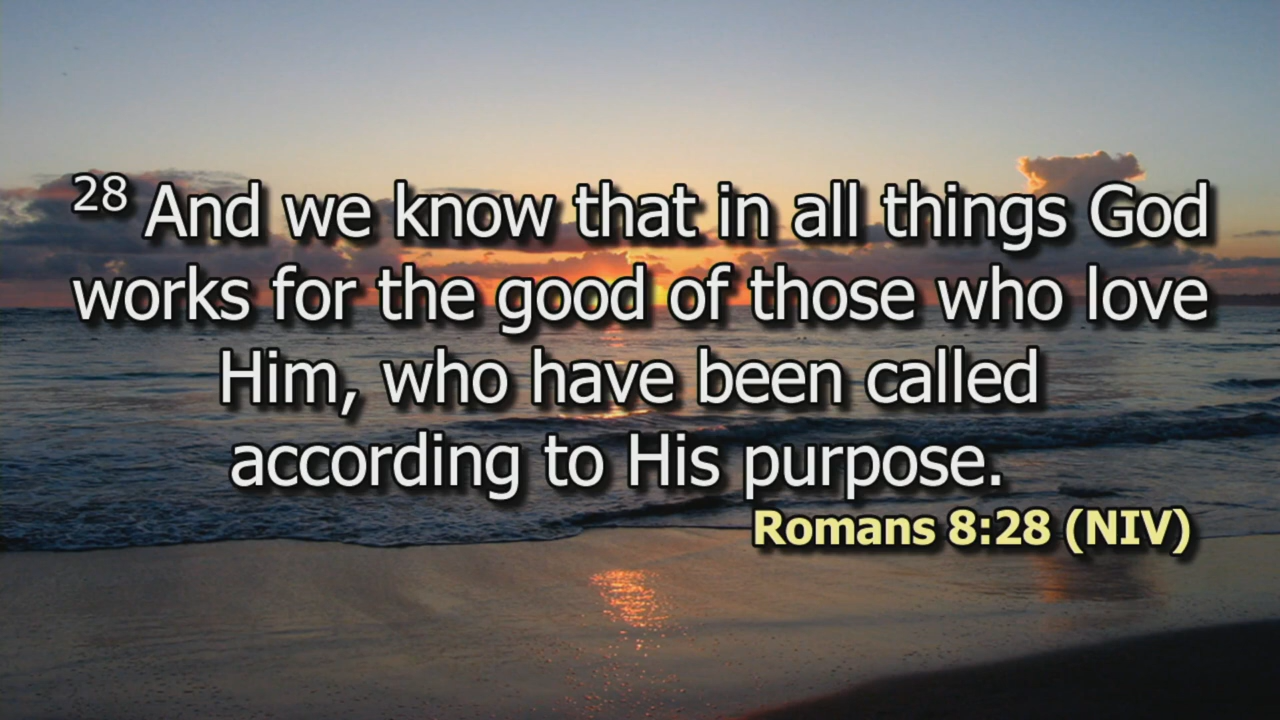 28 And we know that in all things God
works for the good of those who love
Him, who have been called
according to His purpose.
Romans 8:28 (NIV)